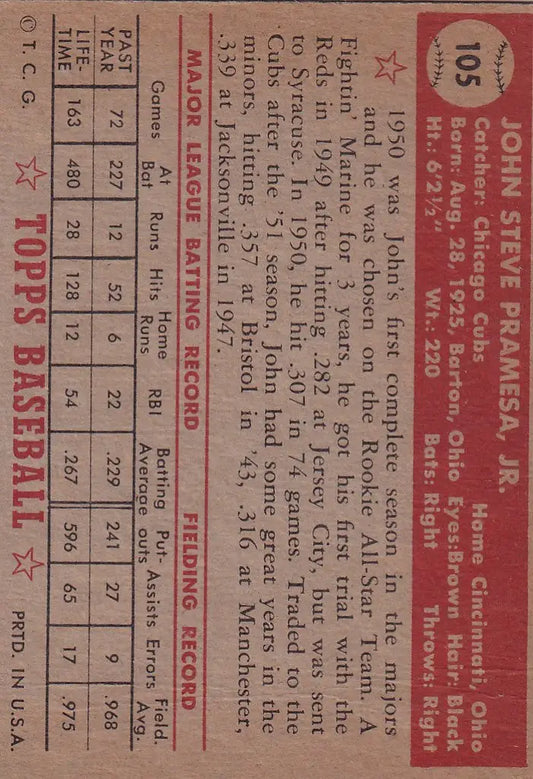 105
JOHN STEVE PRAMESA, JR.
Catcher: Chicago Cubs Home Cincinnati, Ohio
Born: Aug. 28, 1925, Barton, Ohio Eyes:Brown Hair: Black
Ht.: 6'2½" Wt.: 220 Bats: Right Throws: Right
1950 was John's first complete season in the majors
and he was chosen on the Rookie All-Star Team. A
Fightin' Marine for 3 years, he got his first trial with the
Reds in 1949 after hitting .282 at Jersey City, but was sent
to Syracuse. In 1950, he hit .307 in 74 games. Traded to the
Cubs after the '51 season, John had some great years in the
minors, hitting .357 at Bristol in '43, .316 at Manchester,
.339 at Jacksonville in 1947.
MAJOR LEAGUE BATTING RECORD FIELDING RECORD
Games At Bat Runs Hits Home Runs RBI Batting Average Put-outs Assists Errors Field. Avg.
PAST YEAR 72 227 12 52 6 22 .229 241 27 9 .968
LIFE-TIME 163 480 28 128 12 54 .267 596 65 17 .975
© T. C. G. TOPPS BASEBALL PRTD. IN U.S.A.